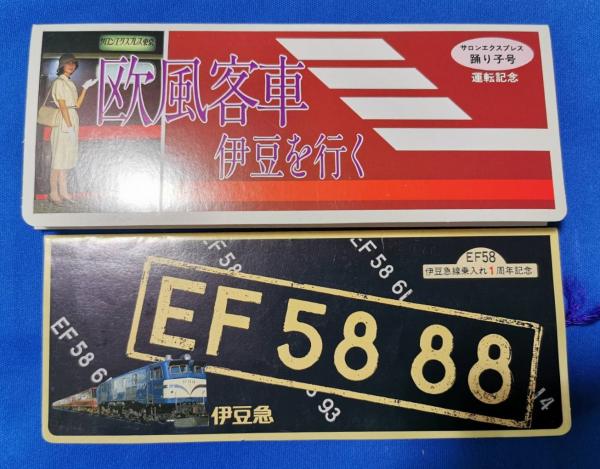 サロンエクスプレス東京
欧風客車
伊豆を行く
サロンエクスプレス
踊り子号
運転記念
EF58
伊豆急線乗入れ1周年記念
EF 58 61
EF 58 88
EF 58 6
93
14
伊豆急